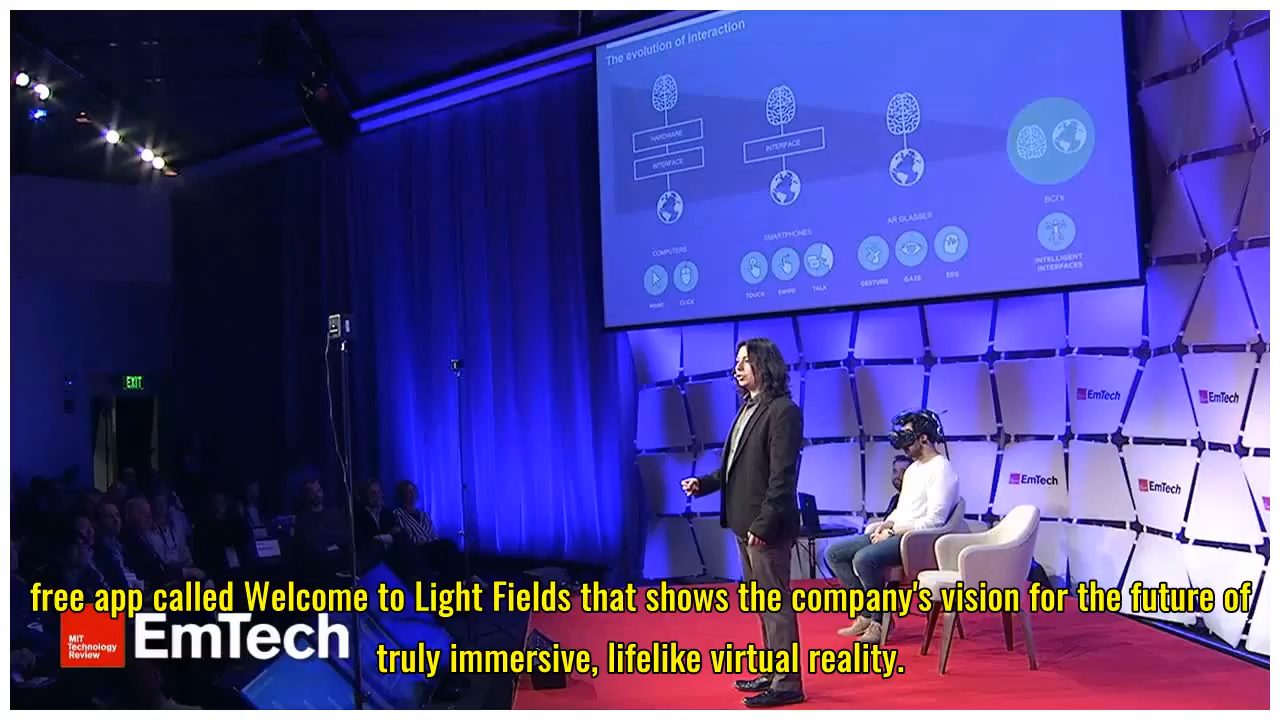 The evolution of interaction
HARDWARE
INTERFACE
INTERFACE
COMPUTERS
SMARTPHONES
AR GLASSES
BCI's
POINT
CLICK
TOUCH
SWIPE
TALK
GESTURE
GAZE
EEG
INTELLIGENT
INTERFACES
EXIT
EmTech
EmTech
EmTech
EmTech
free app called Welcome to Light Fields that shows the company's vision for the future of
truly immersive, lifelike virtual reality.
MIT
Technology
Review
EmTech